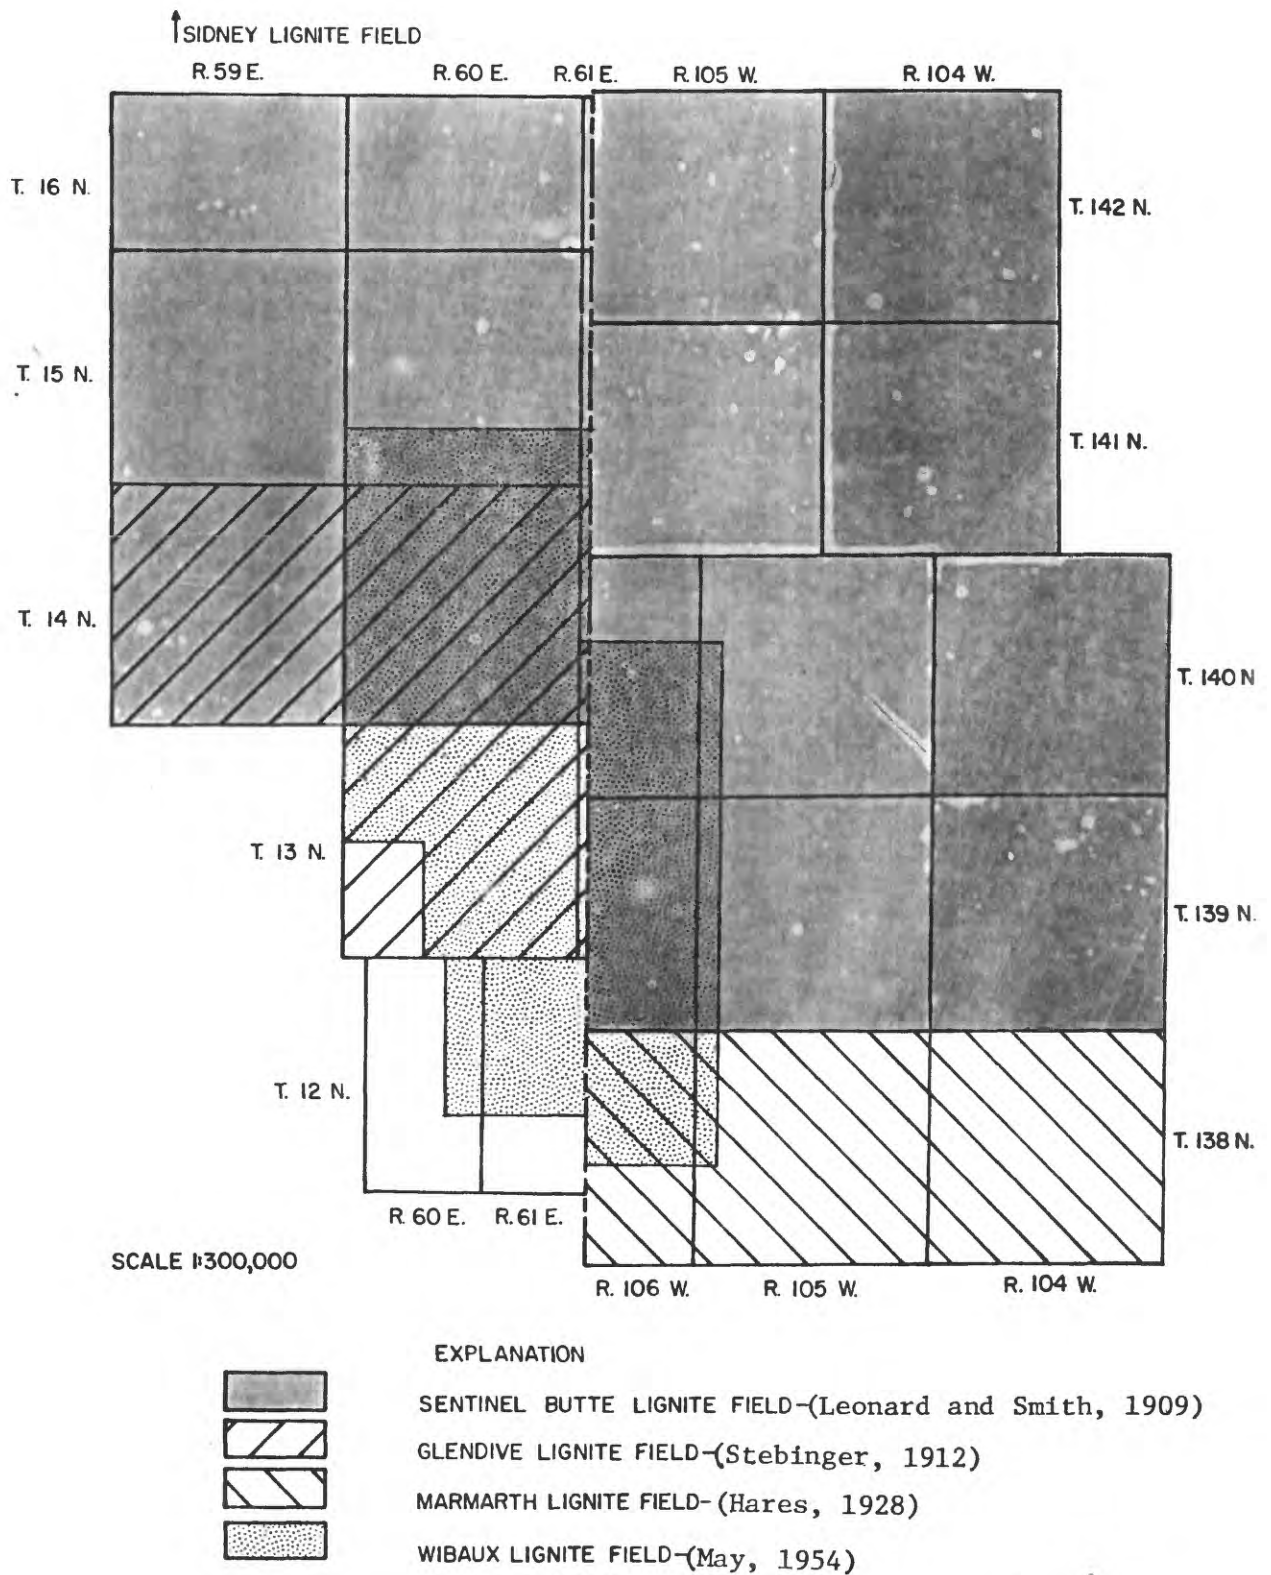 SIDNEY LIGNITE FIELD
R. 59 E. R. 60 E. R. 61 E. R. 105 W. R. 104 W.
T. 16 N.
T. 142 N.
T. 15 N.
T. 141 N.
T. 14 N.
T. 140 N
T. 13 N.
T. 139 N.
T. 12 N.
T. 138 N.
R. 60 E. R. 61 E.
SCALE 1:300,000
R. 106 W. R. 105 W. R. 104 W.
EXPLANATION
SENTINEL BUTTE LIGNITE FIELD-(Leonard and Smith, 1909)
GLENDIVE LIGNITE FIELD-(Stebinger, 1912)
MARMARTH LIGNITE FIELD-(Hares, 1928)
WIBAUX LIGNITE FIELD-(May, 1954)